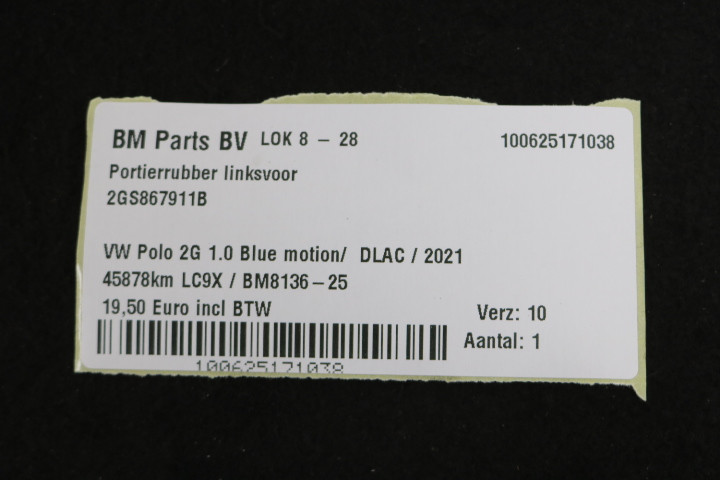 BM Parts BV LOK 8 – 28 100625171038
Portierrubber linksvoor
2GS867911B
VW Polo 2G 1.0 Blue motion/ DLAC / 2021
45878km LC9X / BM8136–25
19,50 Euro incl BTW Verz: 10
Aantal: 1
100625171038